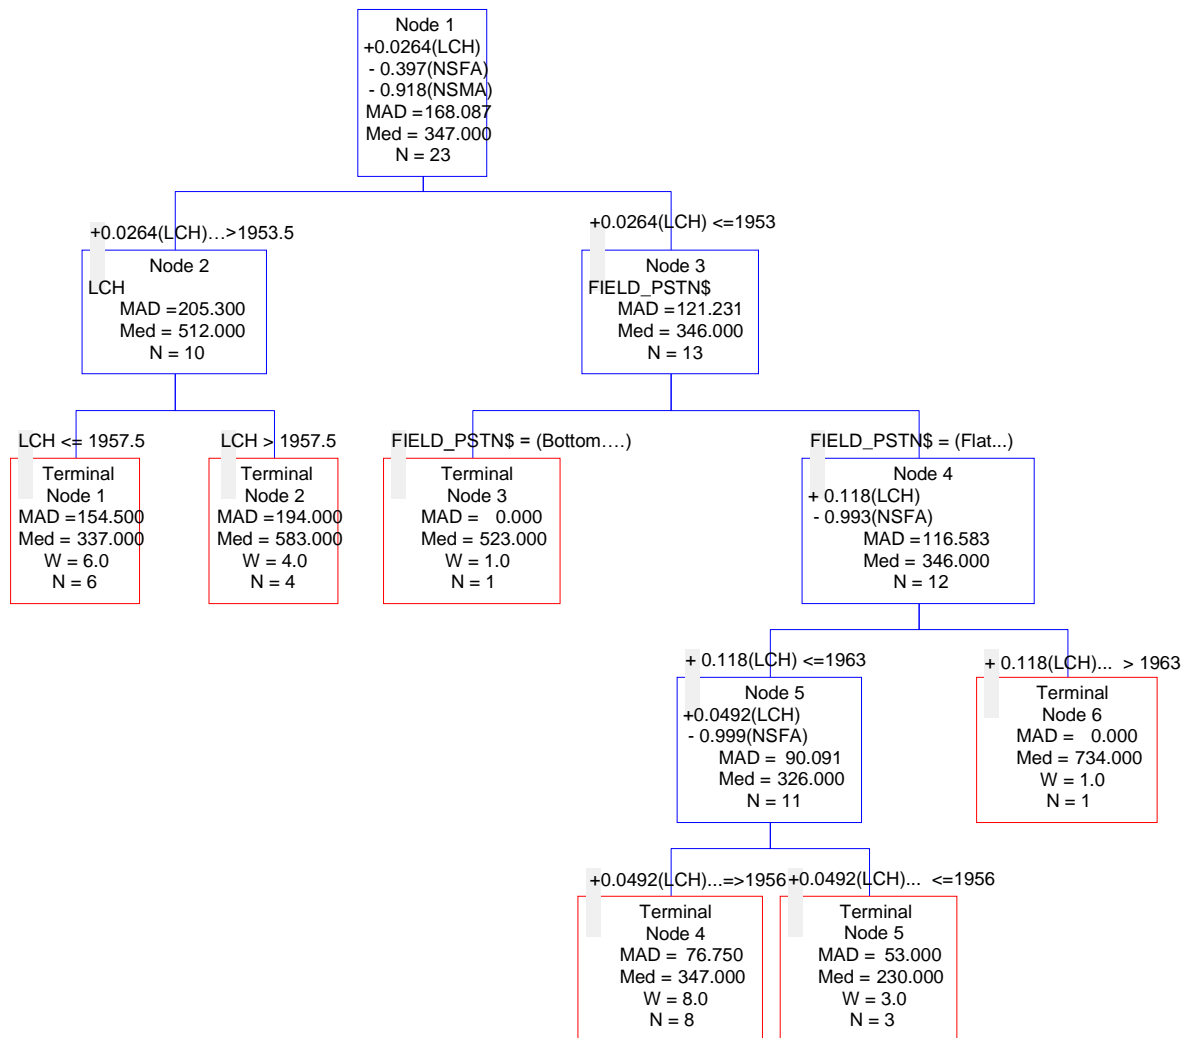 Node 1
+0.0264(LCH)
- 0.397(NSFA)
- 0.918(NSMA)
MAD =168.087
Med = 347.000
N = 23
+0.0264(LCH)...>1953.5
+0.0264(LCH) <=1953
Node 2
LCH
MAD =205.300
Med = 512.000
N = 10
Node 3
FIELD_PSTN$
MAD =121.231
Med = 346.000
N = 13
LCH <= 1957.5
LCH > 1957.5
FIELD_PSTN$ = (Bottom....)
FIELD_PSTN$ = (Flat...)
Terminal
Node 1
MAD =154.500
Med = 337.000
W = 6.0
N = 6
Terminal
Node 2
MAD =194.000
Med = 583.000
W = 4.0
N = 4
Terminal
Node 3
MAD = 0.000
Med = 523.000
W = 1.0
N = 1
Node 4
+ 0.118(LCH)
- 0.993(NSFA)
MAD =116.583
Med = 346.000
N = 12
+ 0.118(LCH) <=1963
+ 0.118(LCH)... > 1963
Node 5
+0.0492(LCH)
- 0.999(NSFA)
MAD = 90.091
Med = 326.000
N = 11
Terminal
Node 6
MAD = 0.000
Med = 734.000
W = 1.0
N = 1
+0.0492(LCH)...=>1956
+0.0492(LCH)... <=1956
Terminal
Node 4
MAD = 76.750
Med = 347.000
W = 8.0
N = 8
Terminal
Node 5
MAD = 53.000
Med = 230.000
W = 3.0
N = 3